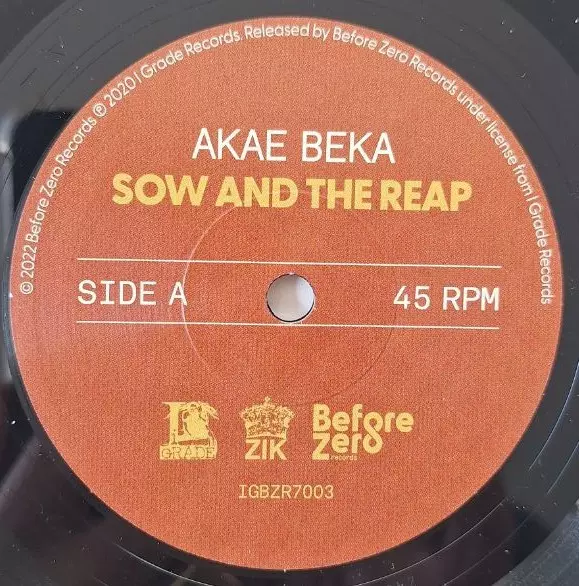 © 2022 Before Zero Records ℗ 2020 I Grade Records. Released by Before Zero Records under license from I Grade Records
AKAE BEKA
SOW AND THE REAP
SIDE A
45 RPM
I GRADE
ZIK
Before
Zero
records
IGBZR7003